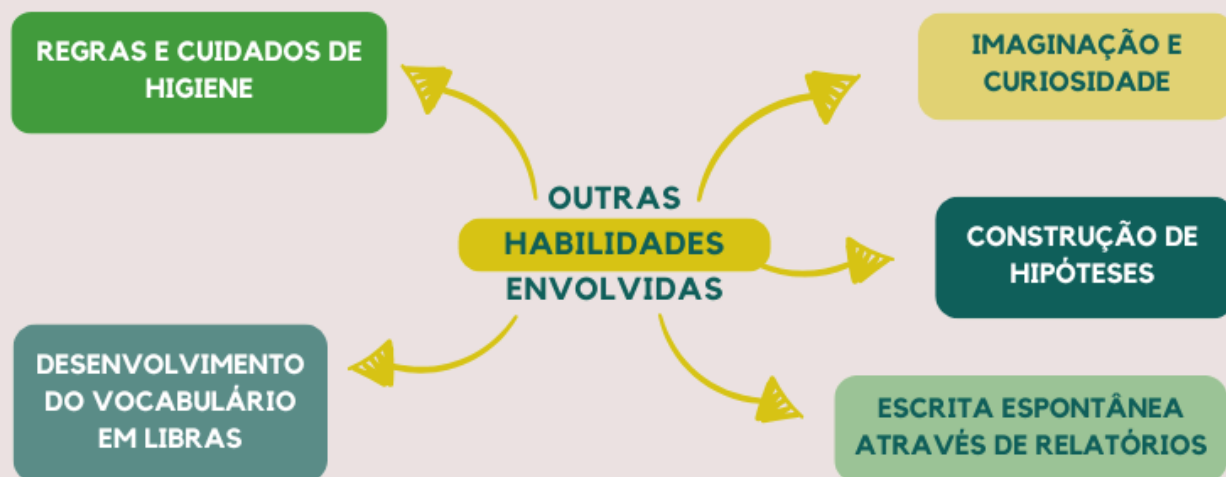 REGRAS E CUIDADOS DE
HIGIENE
IMAGINAÇÃO E
CURIOSIDADE
OUTRAS
HABILIDADES
ENVOLVIDAS
CONSTRUÇÃO DE
HIPÓTESES
DESENVOLVIMENTO
DO VOCABULÁRIO
EM LIBRAS
ESCRITA ESPONTÂNEA
ATRAVÉS DE RELATÓRIOS